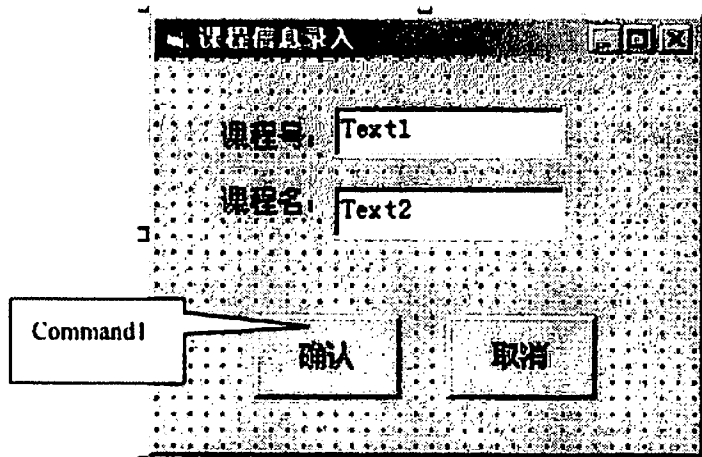 课程信息录入
课程号:
Text1
课程名:
Text2
Command1
确认
取消